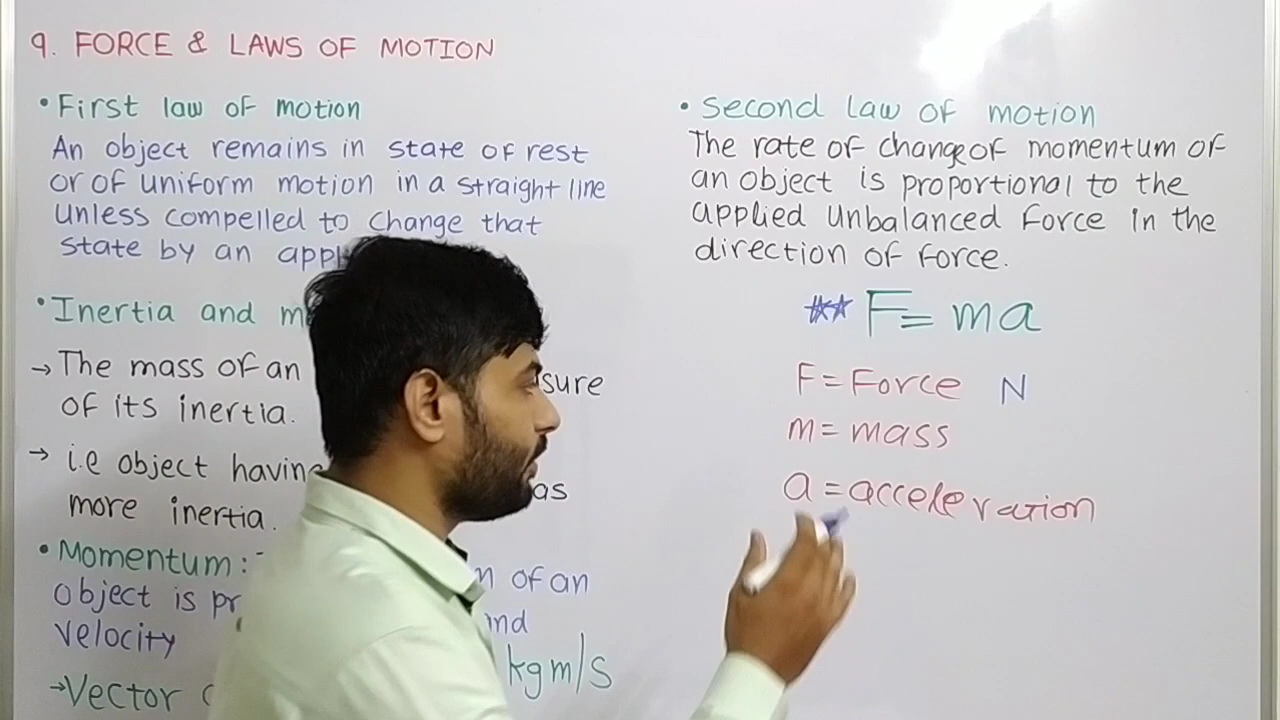 9. FORCE & LAWS OF MOTION
• First law of motion
An object remains in state of rest
or of uniform motion in a straight line
unless compelled to change that
state by an
• Inertia and
→ The mass of an
of its inertia.
→ i.e object having as
more inertia.
• Momentum: of an
object is and
velocity
→ Vector kgm/s
• Second law of motion
The rate of change of momentum of
an object is proportional to the
applied unbalanced force in the
direction of force.
** F = ma
F = Force N
m = mass
a = acceleration